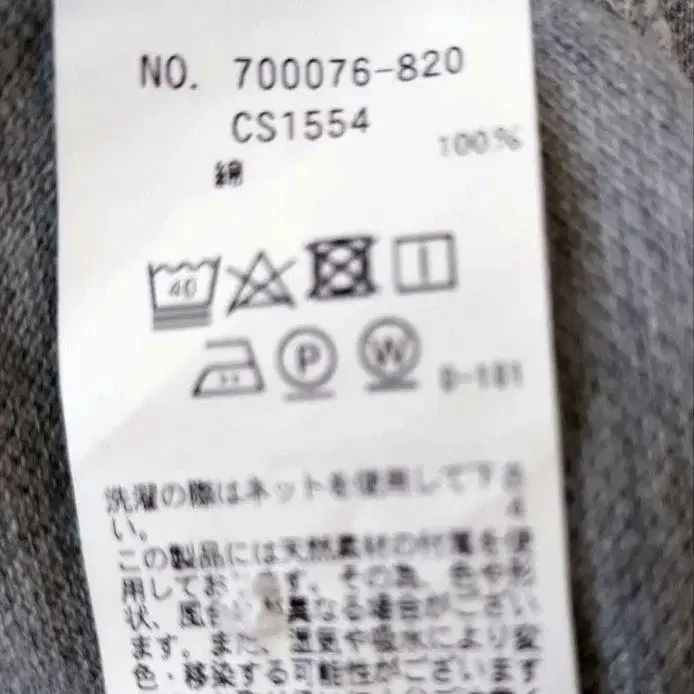 NO. 700076-820
CS1554
綿 100%
40
P W D-101
洗濯の際はネットを使用して下さ
い。
この製品には天然素材の付属を使
用してお ます。その為、色や形
状、風合 異なる場合がござい
ます。また、湿気や吸水により変
色・移染する可能性がございます